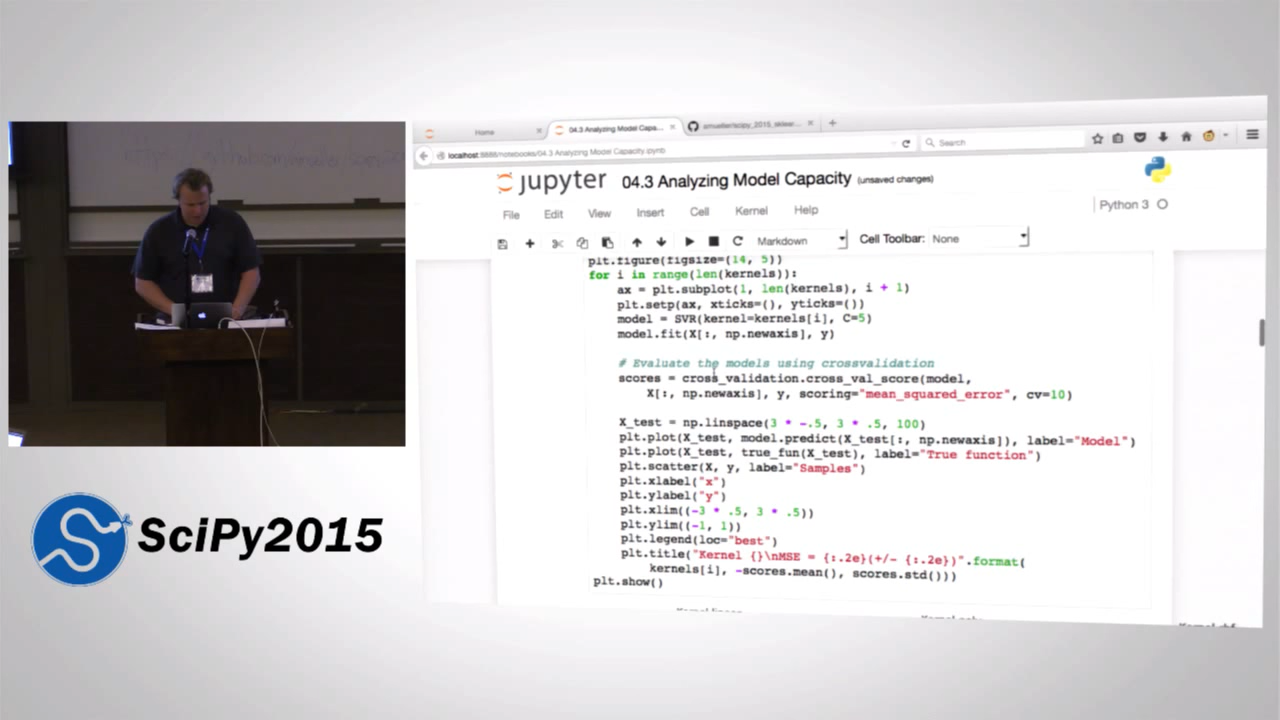 Home
04.3 Analyzing Model Capa...
amueller/scipy_2015_sklear...
localhost:8888/notebooks/04.3 Analyzing Model Capacity.ipynb
Search
jupyter 04.3 Analyzing Model Capacity (unsaved changes)
File Edit View Insert Cell Kernel Help
Python 3
Markdown Cell Toolbar: None
plt.figure(figsize=(14, 5))
for i in range(len(kernels)):
ax = plt.subplot(1, len(kernels), i + 1)
plt.setp(ax, xticks=(), yticks=())
model = SVR(kernel=kernels[i], C=5)
model.fit(X[:, np.newaxis], y)
# Evaluate the models using crossvalidation
scores = cross_validation.cross_val_score(model,
X[:, np.newaxis], y, scoring="mean_squared_error", cv=10)
X_test = np.linspace(3 * -.5, 3 * .5, 100)
plt.plot(X_test, model.predict(X_test[:, np.newaxis]), label="Model")
plt.plot(X_test, true_fun(X_test), label="True function")
plt.scatter(X, y, label="Samples")
plt.xlabel("x")
plt.ylabel("y")
plt.xlim((-3 * .5, 3 * .5))
plt.ylim((-1, 1))
plt.legend(loc="best")
plt.title("Kernel {}\nMSE = {:.2e}(+/- {:.2e})".format(
kernels[i], -scores.mean(), scores.std()))
plt.show()
SciPy2015